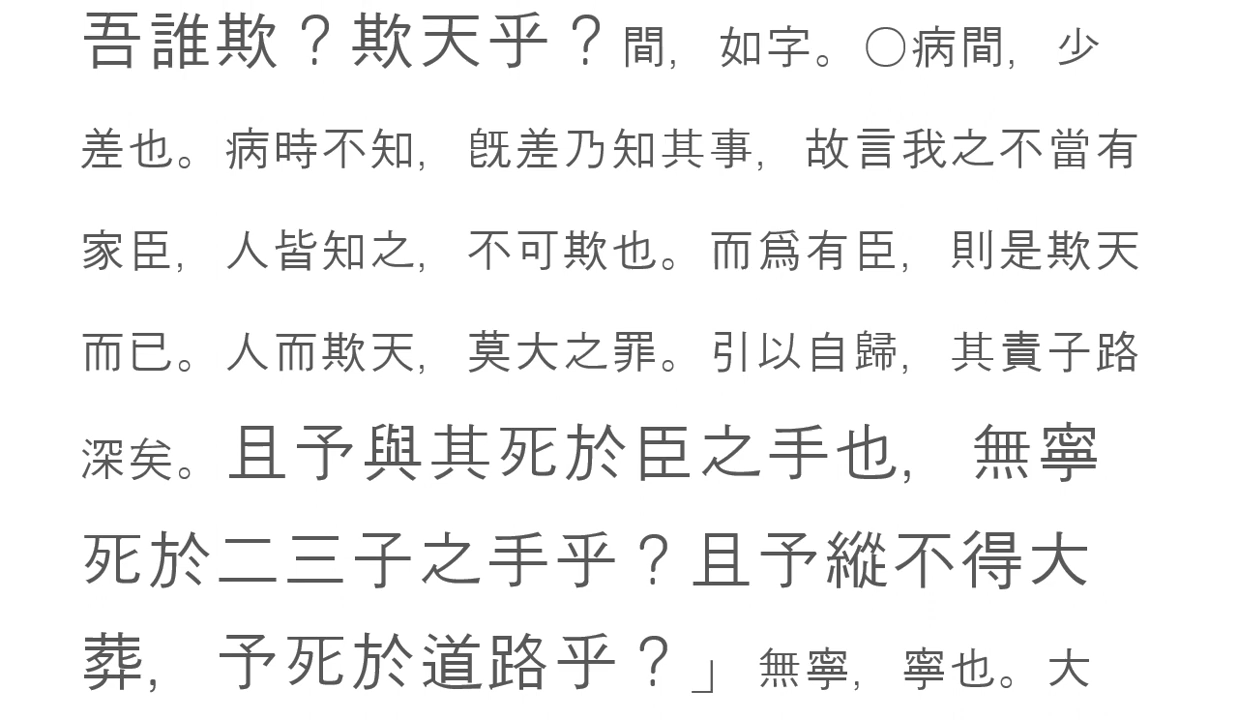 吾誰欺？欺天乎？間，如字。○病間，少
差也。病時不知，旣差乃知其事，故言我之不當有
家臣，人皆知之，不可欺也。而爲有臣，則是欺天
而已。人而欺天，莫大之罪。引以自歸，其責子路
深矣。且予與其死於臣之手也，無寧
死於二三子之手乎？且予縱不得大
葬，予死於道路乎？」無寧，寧也。大